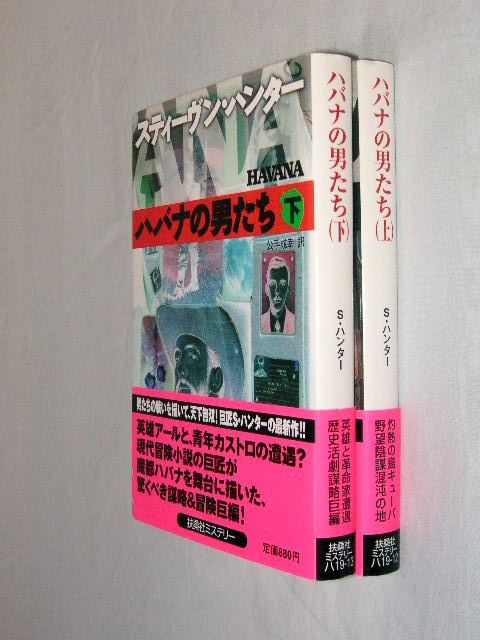 スティーヴン・ハンター
HAVANA
ハバナの男たち 下
公手成幸 訳
男たちの闘いを描いて、天下無双!巨匠S・ハンターの最新作!!
英雄アールと、青年カストロの遭遇?
現代冒険小説の巨匠が
魔都ハバナを舞台に描いた、
驚くべき謀略&冒険巨編!
扶桑社ミステリー
定価880円
ハバナの男たち(下)
S・ハンター
英雄と革命家遭遇
歴史活劇謀略巨編
扶桑社
ミステリー
ハ19-13
ハバナの男たち(上)
S・ハンター
灼熱の島キューバ
野望陰謀混沌の地
扶桑社
ミステリー
ハ19-12